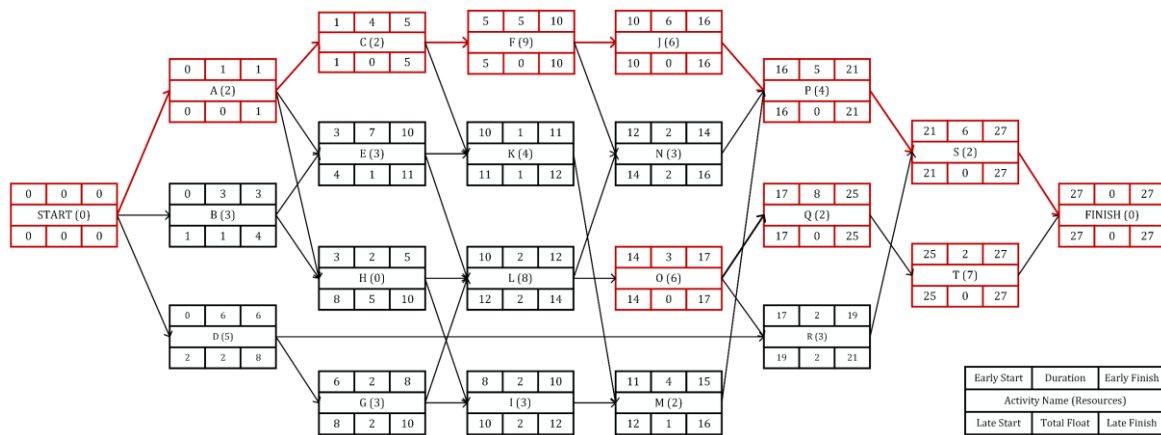 1 4 5
C (2)
1 0 5
5 5 10
F (9)
5 0 10
10 6 16
J (6)
10 0 16
0 1 1
A (2)
0 0 1
16 5 21
P (4)
16 0 21
3 7 10
E (3)
4 1 11
10 1 11
K (4)
11 1 12
12 2 14
N (3)
14 2 16
21 6 27
S (2)
21 0 27
0 0 0
START (0)
0 0 0
0 3 3
B (3)
1 1 4
17 8 25
Q (2)
17 0 25
27 0 27
FINISH (0)
27 0 27
3 2 5
H (0)
8 5 10
10 2 12
L (8)
12 2 14
14 3 17
O (6)
14 0 17
25 2 27
T (7)
25 0 27
0 6 6
D (5)
2 2 8
17 2 19
R (3)
19 2 21
6 2 8
G (3)
8 2 10
8 2 10
I (3)
10 2 12
11 4 15
M (2)
12 1 16
Early Start Duration Early Finish
Activity Name (Resources)
Late Start Total Float Late Finish